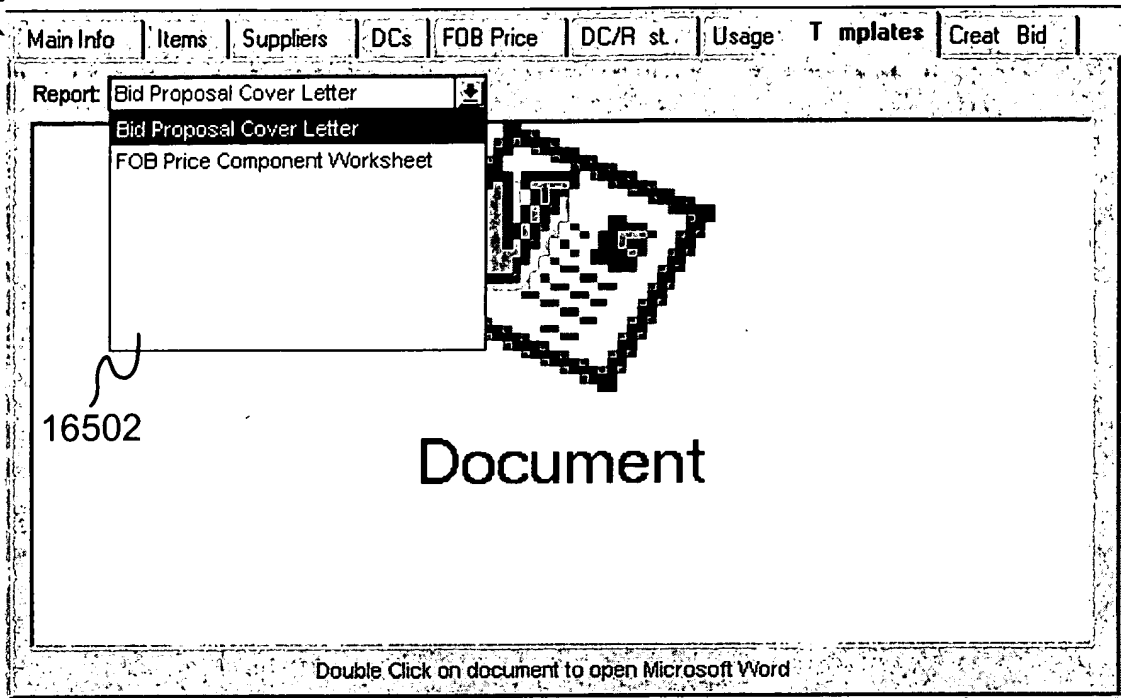 Main Info Items Suppliers DCs FOB Price DC/R st. Usage T mplates Creat Bid
Report: Bid Proposal Cover Letter
Bid Proposal Cover Letter
FOB Price Component Worksheet
16502
Document
Double Click on document to open Microsoft Word